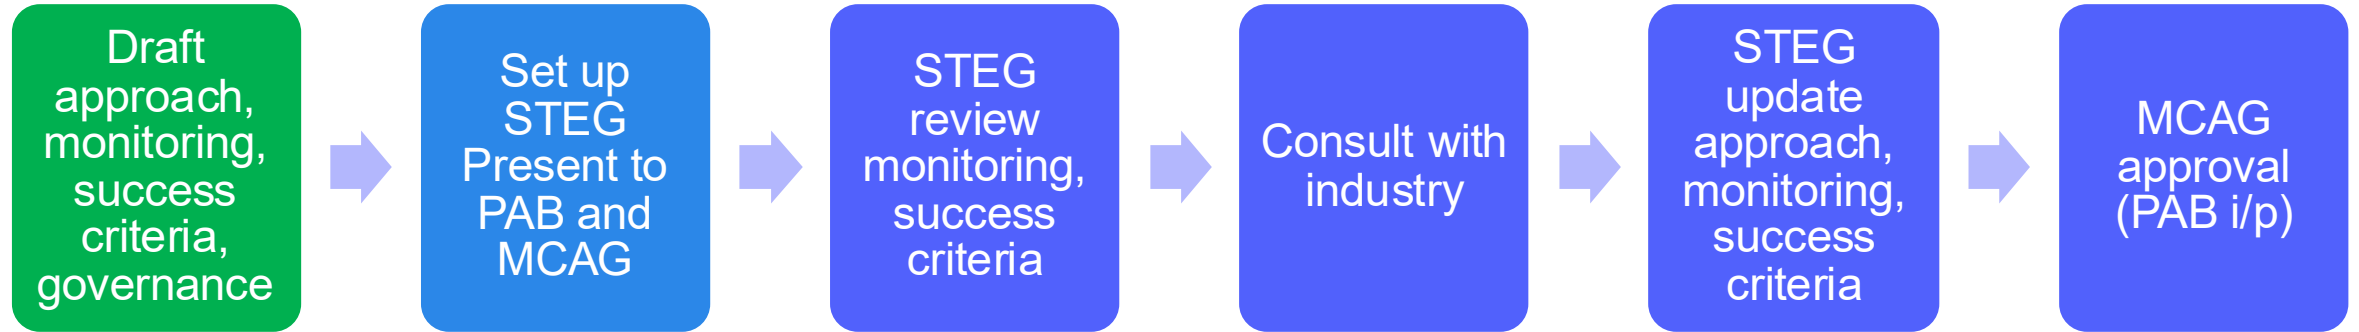 Draft
approach,
monitoring,
success
criteria,
governance
Set up
STEG
Present to
PAB and
MCAG
STEG
review
monitoring,
success
criteria
Consult with
industry
STEG
update
approach,
monitoring,
success
criteria
MCAG
approval
(PAB i/p)